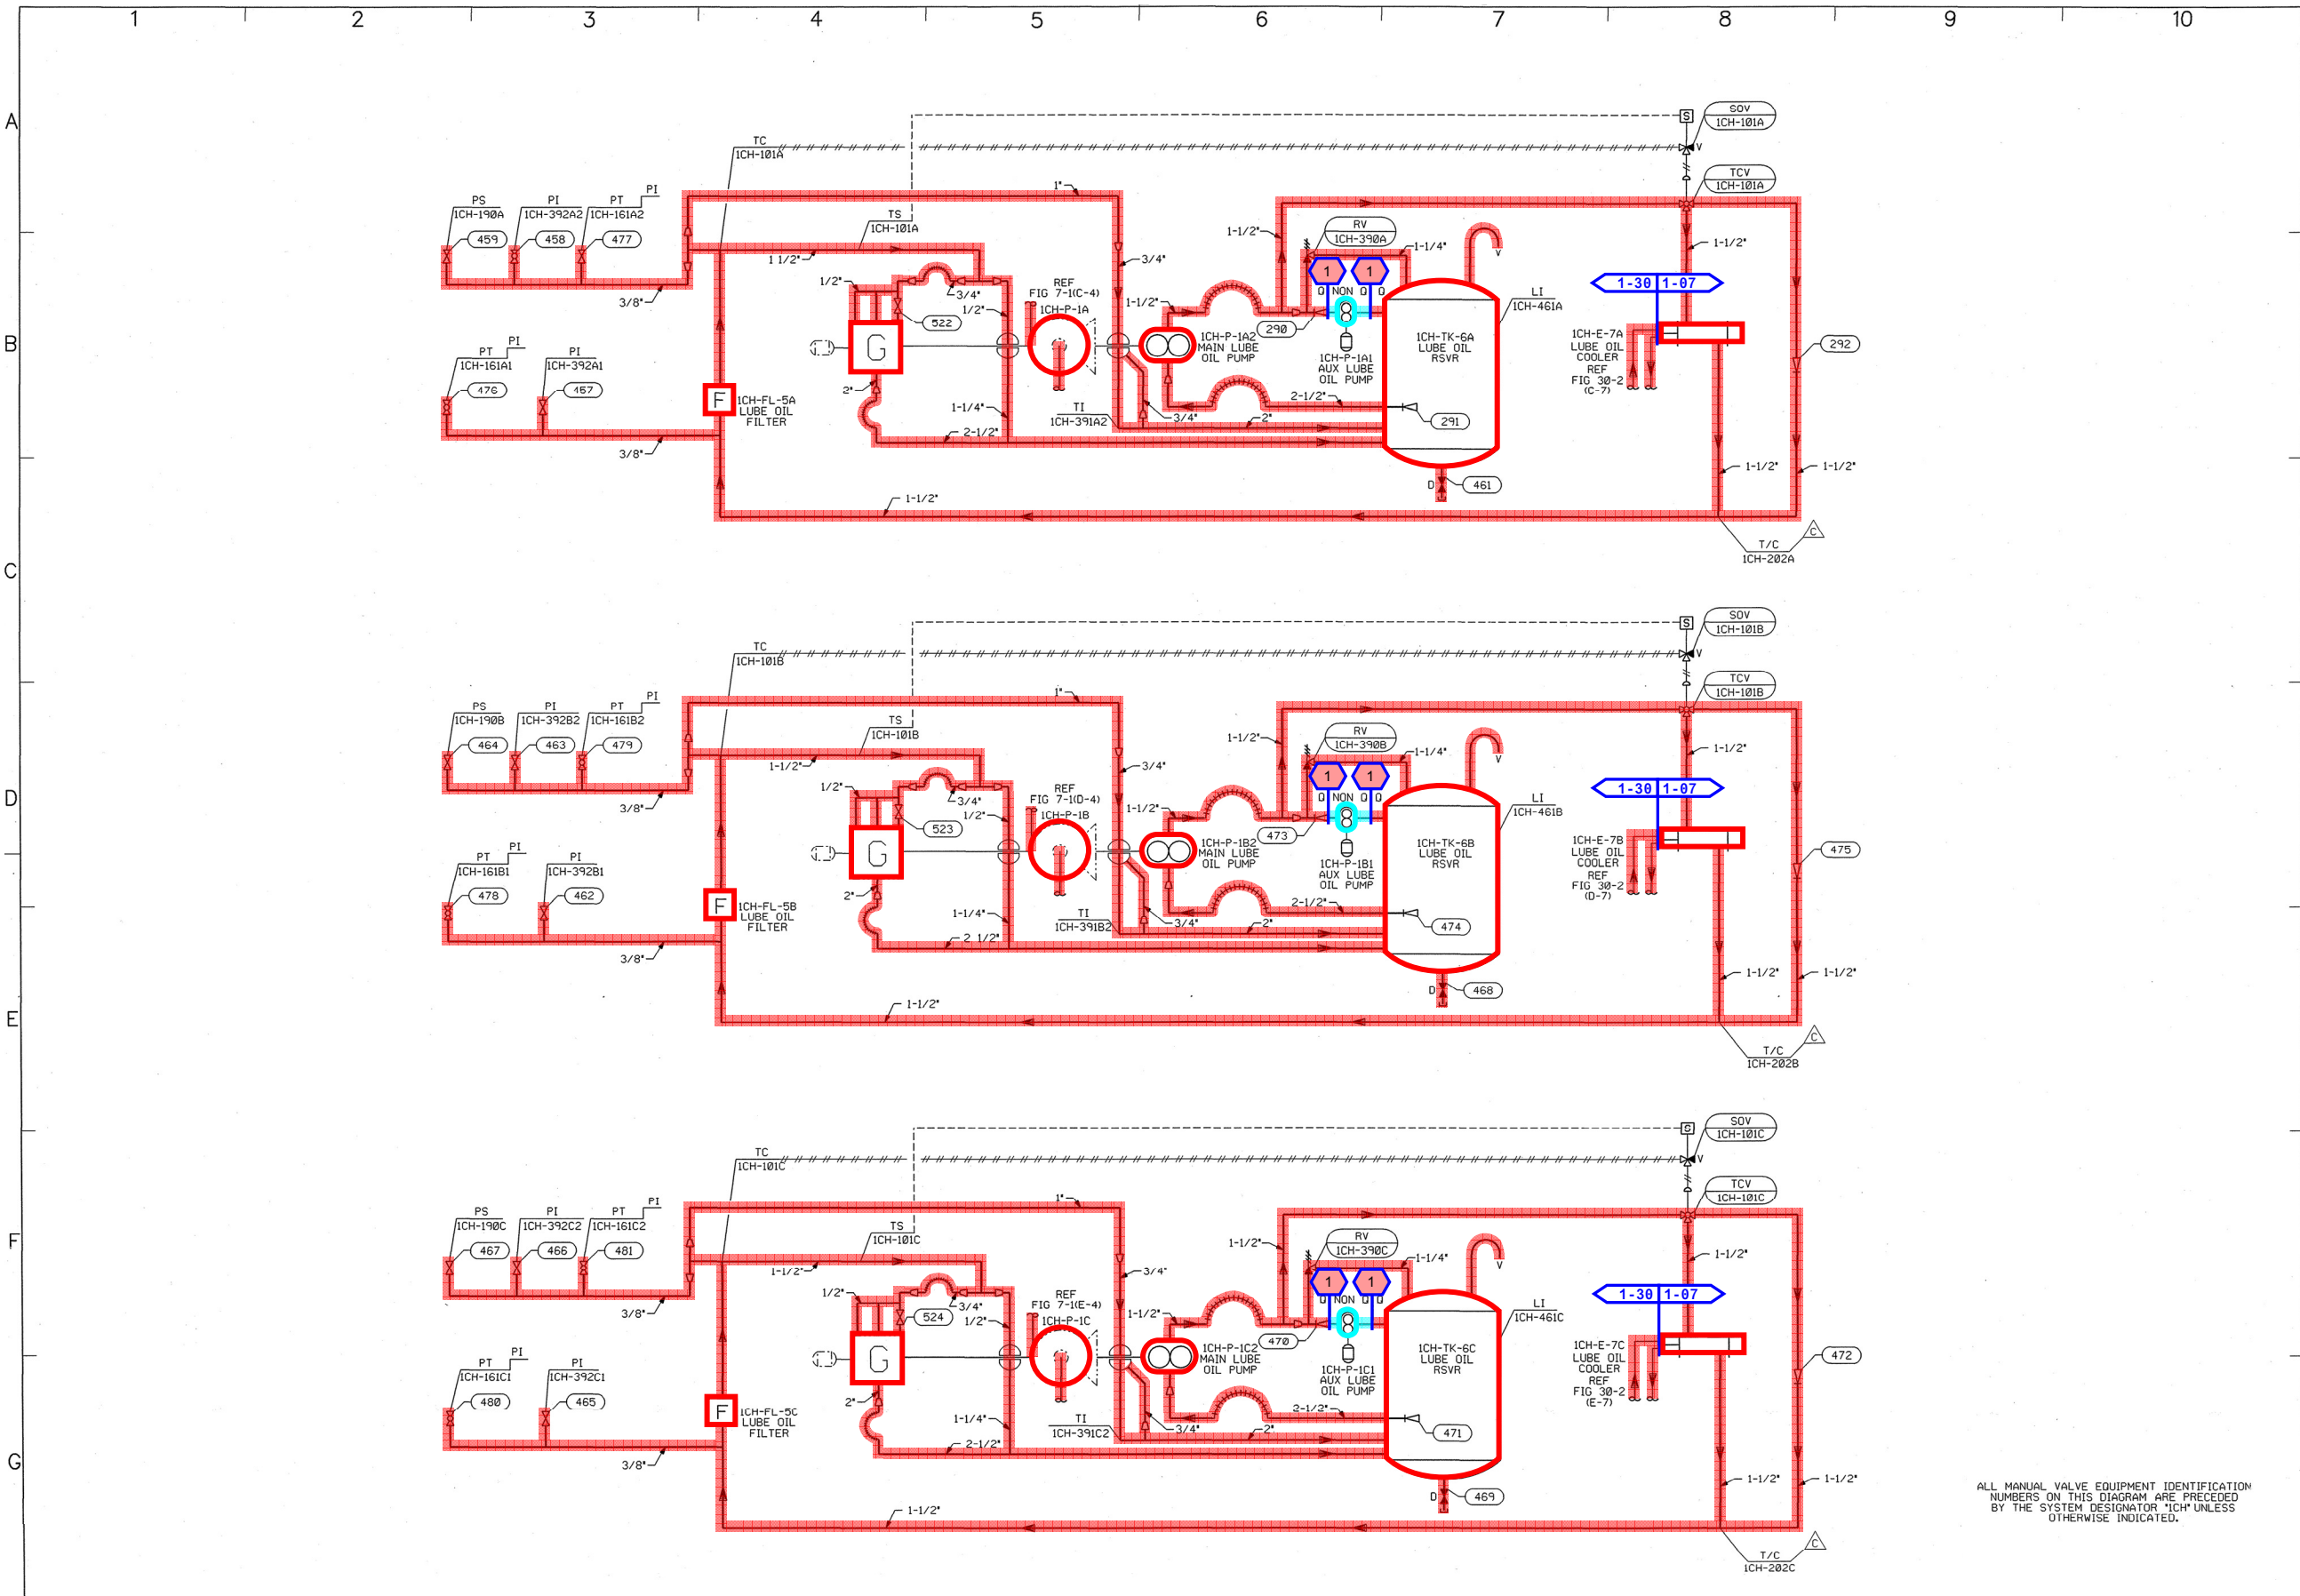 1 2 3 4 5 6 7 8 9 10
A
B
C
D
E
F
G
SOV
1CH-101A
S
V
TC
1CH-101A
TCV
1CH-101A
PS
1CH-190A
PI
1CH-392A2
PT
1CH-161A2
PI
459
458
477
3/8"
1"
TS
1CH-101A
1 1/2"
1/2"
3/4"
1/2"
522
REF
FIG 7-1(C-4)
1CH-P-1A
3/4"
1-1/2"
1-1/2"
RV
1CH-390A
1-1/4"
1
1
Q NON Q Q
290
V
LI
1CH-461A
1-1/2"
1-30 1-07
G
1CH-P-1A2
MAIN LUBE
OIL PUMP
1CH-P-1A1
AUX LUBE
OIL PUMP
1CH-TK-6A
LUBE OIL
RSVR
1CH-E-7A
LUBE OIL
COOLER
REF
FIG 30-2
(C-7)
292
PT
1CH-161A1
PI
PI
1CH-392A1
476
457
3/8"
F
1CH-FL-5A
LUBE OIL
FILTER
2"
1-1/4"
2-1/2"
TI
1CH-391A2
3/4"
2"
2-1/2"
291
D
461
1-1/2"
1-1/2"
1-1/2"
T/C
1CH-202A
C
SOV
1CH-101B
S
V
TC
1CH-101B
TCV
1CH-101B
PS
1CH-190B
PI
1CH-392B2
PT
1CH-161B2
PI
464
463
479
3/8"
1"
TS
1CH-101B
1-1/2"
1/2"
3/4"
1/2"
523
REF
FIG 7-1(D-4)
1CH-P-1B
3/4"
1-1/2"
1-1/2"
RV
1CH-390B
1-1/4"
1
1
Q NON Q Q
473
V
LI
1CH-461B
1-1/2"
1-30 1-07
G
1CH-P-1B2
MAIN LUBE
OIL PUMP
1CH-P-1B1
AUX LUBE
OIL PUMP
1CH-TK-6B
LUBE OIL
RSVR
1CH-E-7B
LUBE OIL
COOLER
REF
FIG 30-2
(D-7)
475
PT
1CH-161B1
PI
PI
1CH-392B1
478
462
3/8"
F
1CH-FL-5B
LUBE OIL
FILTER
2"
1-1/4"
2 1/2"
TI
1CH-391B2
3/4"
2"
2-1/2"
474
D
468
1-1/2"
1-1/2"
1-1/2"
T/C
1CH-202B
C
SOV
1CH-101C
S
V
TC
1CH-101C
TCV
1CH-101C
PS
1CH-190C
PI
1CH-392C2
PT
1CH-161C2
PI
467
466
481
3/8"
1"
TS
1CH-101C
1-1/2"
1/2"
3/4"
1/2"
524
REF
FIG 7-1(E-4)
1CH-P-1C
3/4"
1-1/2"
1-1/2"
RV
1CH-390C
1-1/4"
1
1
Q NON Q Q
470
V
LI
1CH-461C
1-1/2"
1-30 1-07
G
1CH-P-1C2
MAIN LUBE
OIL PUMP
1CH-P-1C1
AUX LUBE
OIL PUMP
1CH-TK-6C
LUBE OIL
RSVR
1CH-E-7C
LUBE OIL
COOLER
REF
FIG 30-2
(E-7)
472
PT
1CH-161C1
PI
PI
1CH-392C1
480
465
3/8"
F
1CH-FL-5C
LUBE OIL
FILTER
2"
1-1/4"
2-1/2"
TI
1CH-391C2
3/4"
2"
2-1/2"
471
D
469
1-1/2"
1-1/2"
1-1/2"
T/C
1CH-202C
C
ALL MANUAL VALVE EQUIPMENT IDENTIFICATION
NUMBERS ON THIS DIAGRAM ARE PRECEDED
BY THE SYSTEM DESIGNATOR "1CH" UNLESS
OTHERWISE INDICATED.